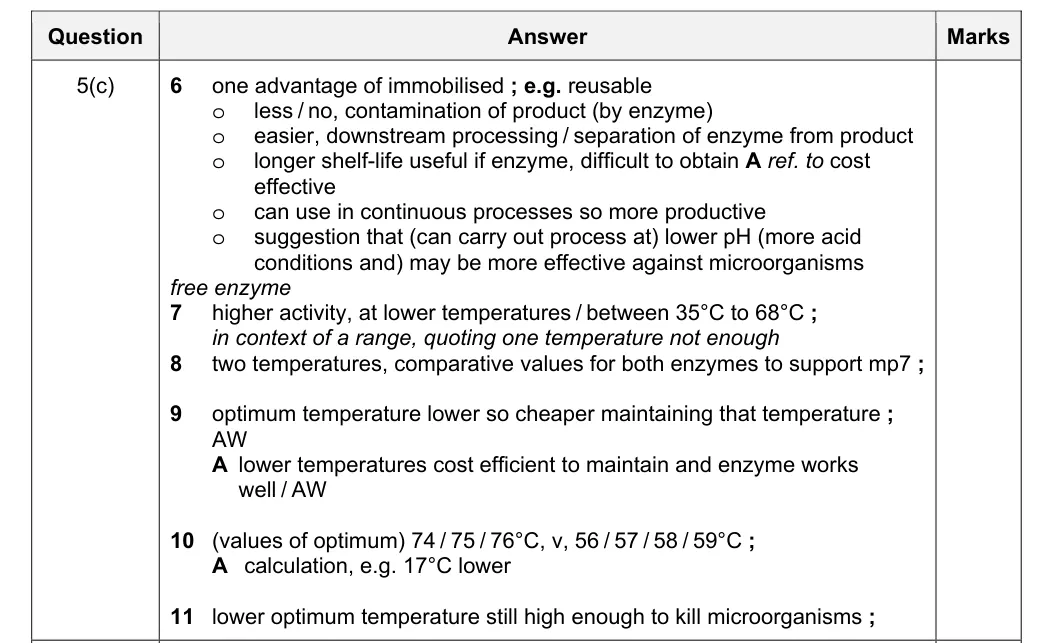 Question Answer Marks
5(c) 6 one advantage of immobilised ; e.g. reusable
o less / no, contamination of product (by enzyme)
o easier, downstream processing / separation of enzyme from product
o longer shelf-life useful if enzyme, difficult to obtain A ref. to cost
effective
o can use in continuous processes so more productive
o suggestion that (can carry out process at) lower pH (more acid
conditions and) may be more effective against microorganisms
free enzyme
7 higher activity, at lower temperatures / between 35°C to 68°C ;
in context of a range, quoting one temperature not enough
8 two temperatures, comparative values for both enzymes to support mp7 ;
9 optimum temperature lower so cheaper maintaining that temperature ;
AW
A lower temperatures cost efficient to maintain and enzyme works
well / AW
10 (values of optimum) 74 / 75 / 76°C, v, 56 / 57 / 58 / 59°C ;
A calculation, e.g. 17°C lower
11 lower optimum temperature still high enough to kill microorganisms ;